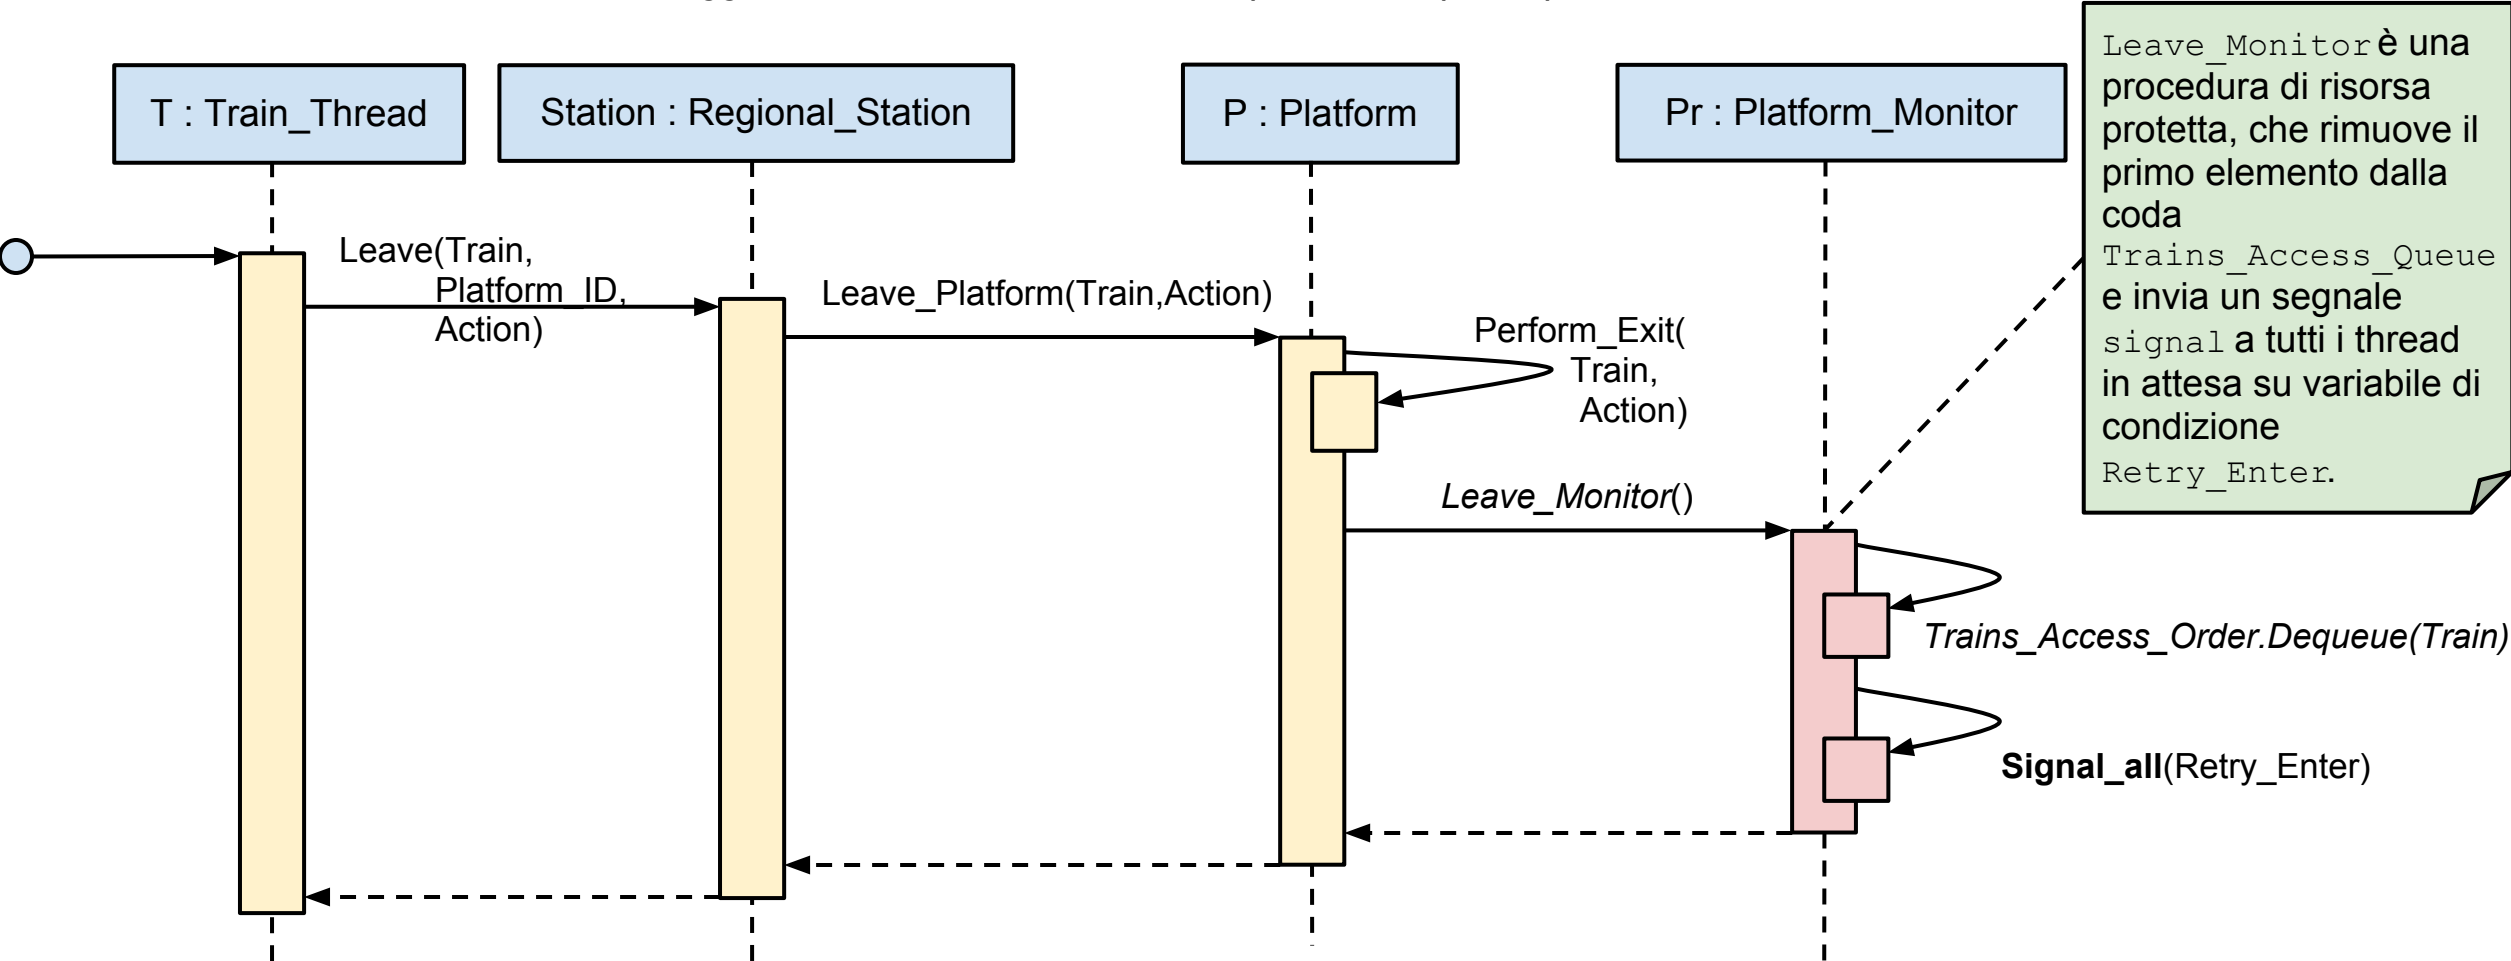 T : Train_Thread
Station : Regional_Station
P : Platform
Pr : Platform_Monitor
Leave_Monitor è una
procedura di risorsa
protetta, che rimuove il
primo elemento dalla
coda
Trains_Access_Queue
e invia un segnale
signal a tutti i thread
in attesa su variabile di
condizione
Retry_Enter.
Leave(Train,
Platform_ID,
Action)
Leave_Platform(Train,Action)
Perform_Exit(
Train,
Action)
Leave_Monitor()
Trains_Access_Order.Dequeue(Train)
Signal_all(Retry_Enter)